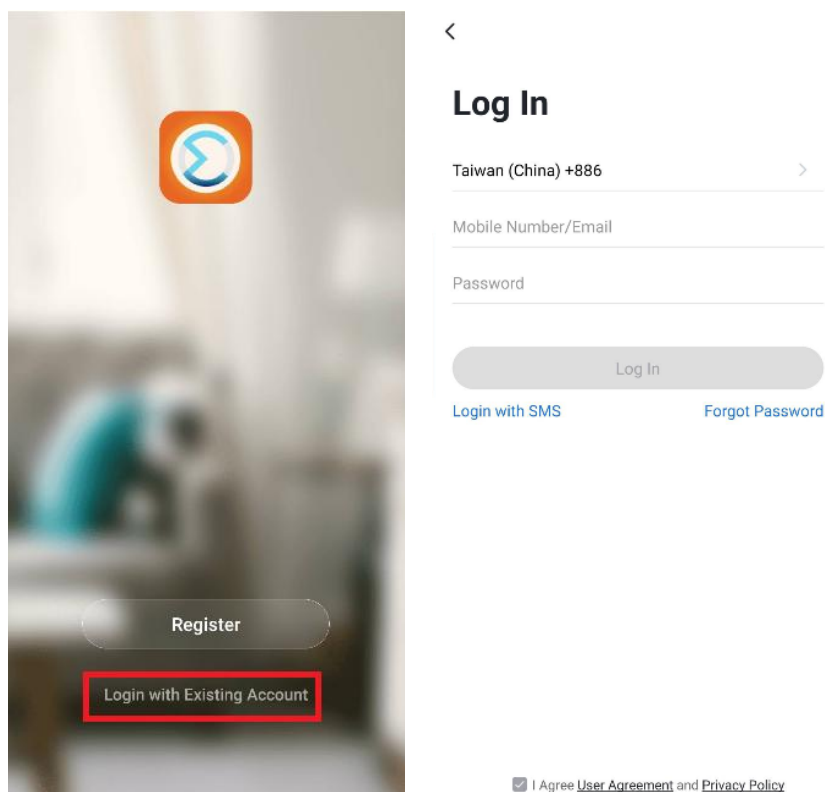 Register
Login with Existing Account
Log In
Taiwan (China) +886
Mobile Number/Email
Password
Log In
Login with SMS
Forgot Password
I Agree User Agreement and Privacy Policy